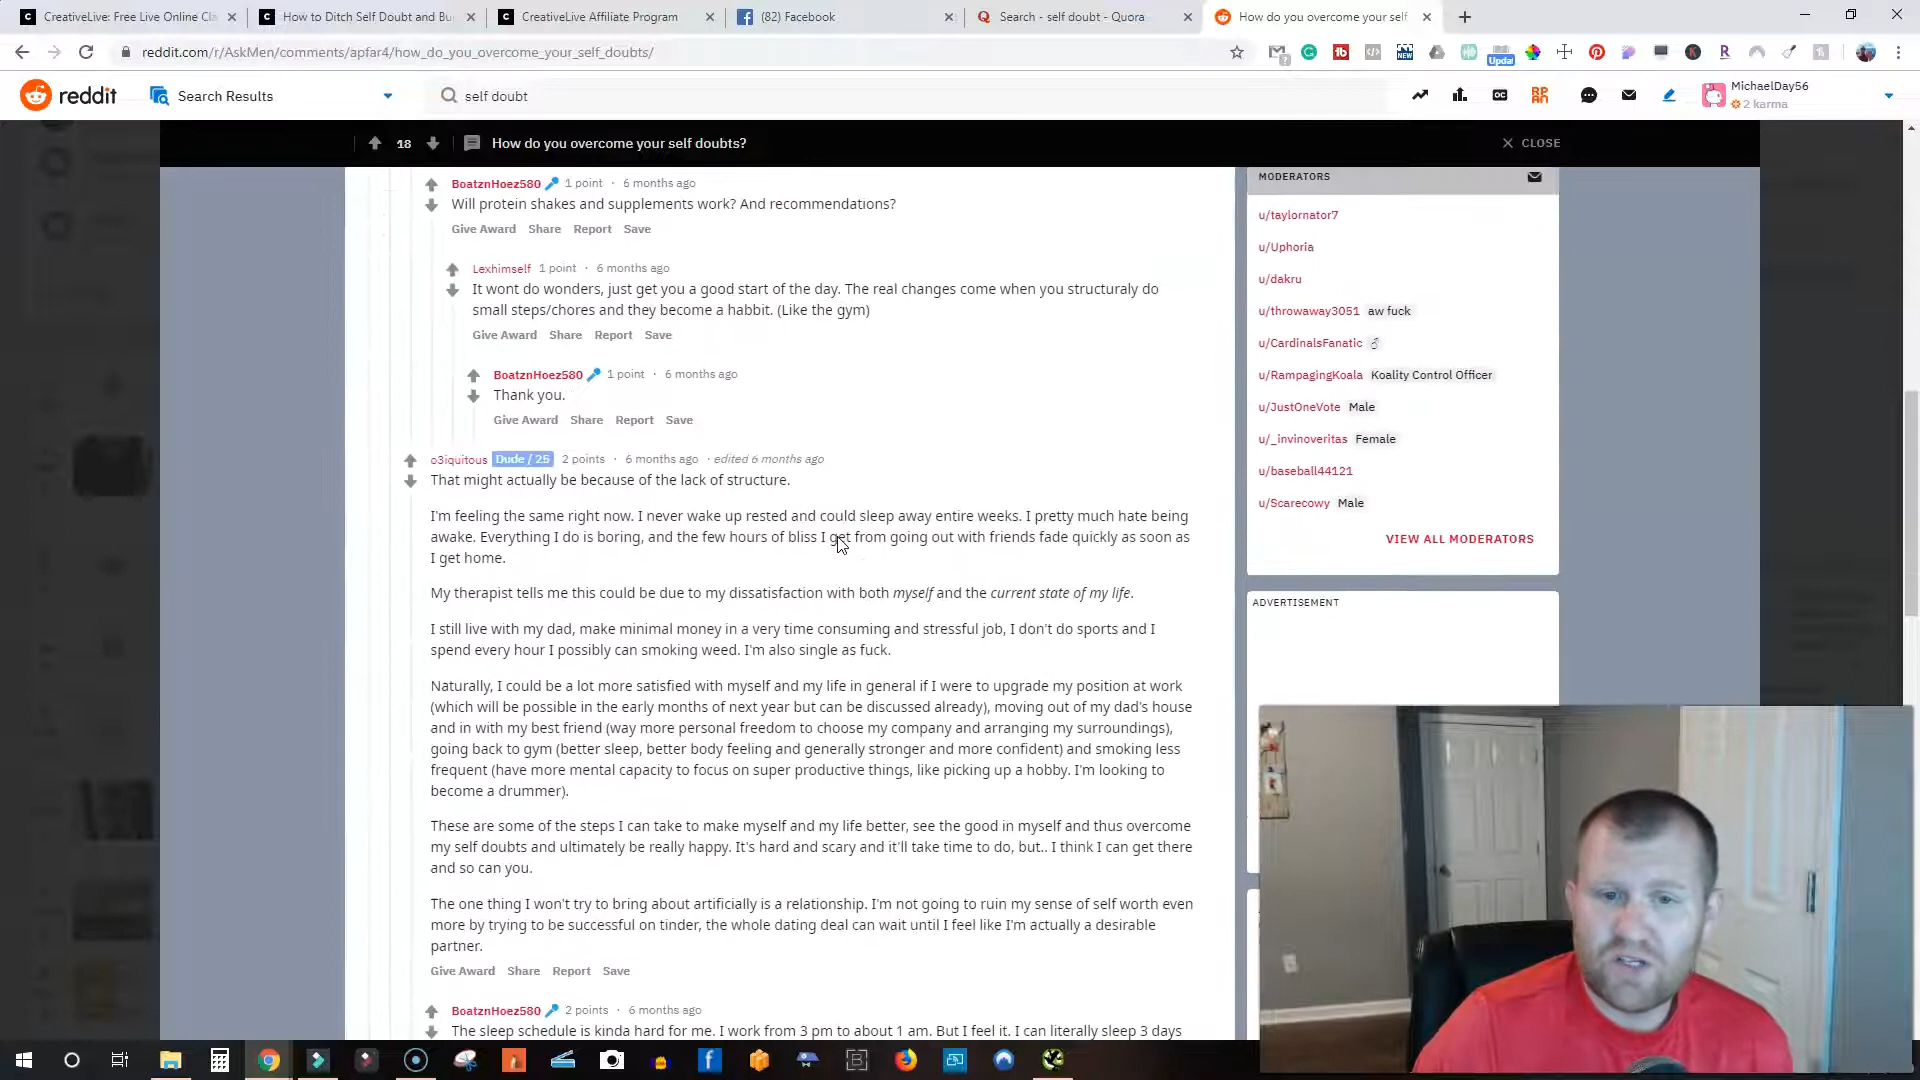 CreativeLive: Free Live Online Cla
How to Ditch Self Doubt and Bu
CreativeLive Affiliate Program
(82) Facebook
Search - self doubt - Quora
How do you overcome your self
reddit.com/r/AskMen/comments/apfar4/how_do_you_overcome_your_self_doubts/
reddit
Search Results
self doubt
MichaelDay56
2 karma
18
How do you overcome your self doubts?
CLOSE
BoatznHoez580 1 point · 6 months ago
Will protein shakes and supplements work? And recommendations?
Give Award Share Report Save
Lexhimself 1 point · 6 months ago
It wont do wonders, just get you a good start of the day. The real changes come when you structuraly do
small steps/chores and they become a habbit. (Like the gym)
Give Award Share Report Save
BoatznHoez580 1 point · 6 months ago
Thank you.
Give Award Share Report Save
o3iquitous Dude / 25 2 points · 6 months ago · edited 6 months ago
That might actually be because of the lack of structure.
I'm feeling the same right now. I never wake up rested and could sleep away entire weeks. I pretty much hate being
awake. Everything I do is boring, and the few hours of bliss I get from going out with friends fade quickly as soon as
I get home.
My therapist tells me this could be due to my dissatisfaction with both myself and the current state of my life.
I still live with my dad, make minimal money in a very time consuming and stressful job, I don't do sports and I
spend every hour I possibly can smoking weed. I'm also single as fuck.
Naturally, I could be a lot more satisfied with myself and my life in general if I were to upgrade my position at work
(which will be possible in the early months of next year but can be discussed already), moving out of my dad's house
and in with my best friend (way more personal freedom to choose my company and arranging my surroundings),
going back to gym (better sleep, better body feeling and generally stronger and more confident) and smoking less
frequent (have more mental capacity to focus on super productive things, like picking up a hobby. I'm looking to
become a drummer).
These are some of the steps I can take to make myself and my life better, see the good in myself and thus overcome
my self doubts and ultimately be really happy. It's hard and scary and it'll take time to do, but.. I think I can get there
and so can you.
The one thing I won't try to bring about artificially is a relationship. I'm not going to ruin my sense of self worth even
more by trying to be successful on tinder, the whole dating deal can wait until I feel like I'm actually a desirable
partner.
Give Award Share Report Save
BoatznHoez580 2 points · 6 months ago
The sleep schedule is kinda hard for me. I work from 3 pm to about 1 am. But I feel it. I can literally sleep 3 days
MODERATORS
u/taylornator7
u/Uphoria
u/dakru
u/throwaway3051 aw fuck
u/CardinalsFanatic ♂
u/RampagingKoala Koality Control Officer
u/JustOneVote Male
u/_invinoveritas Female
u/baseball44121
u/Scarecowy Male
VIEW ALL MODERATORS
ADVERTISEMENT